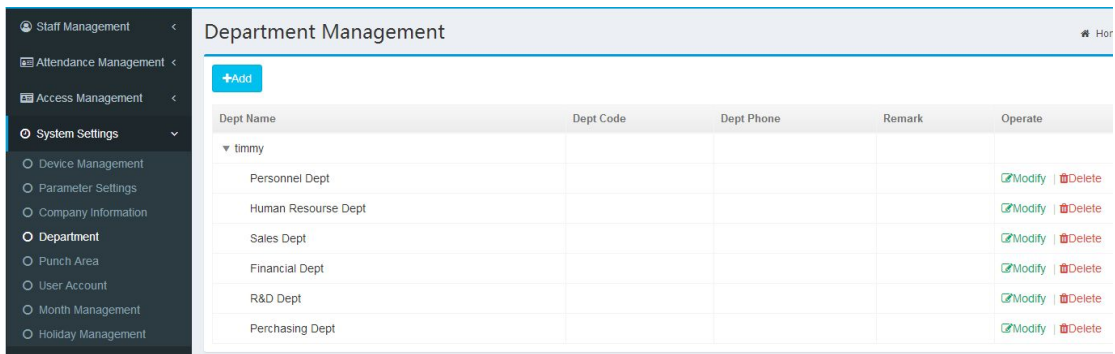 Staff Management
Attendance Management
Access Management
System Settings
Device Management
Parameter Settings
Company Information
Department
Punch Area
User Account
Month Management
Holiday Management
Department Management
Hor
+Add
Dept Name Dept Code Dept Phone Remark Operate
timmy
Personnel Dept Modify | Delete
Human Resourse Dept Modify | Delete
Sales Dept Modify | Delete
Financial Dept Modify | Delete
R&D Dept Modify | Delete
Perchasing Dept Modify | Delete